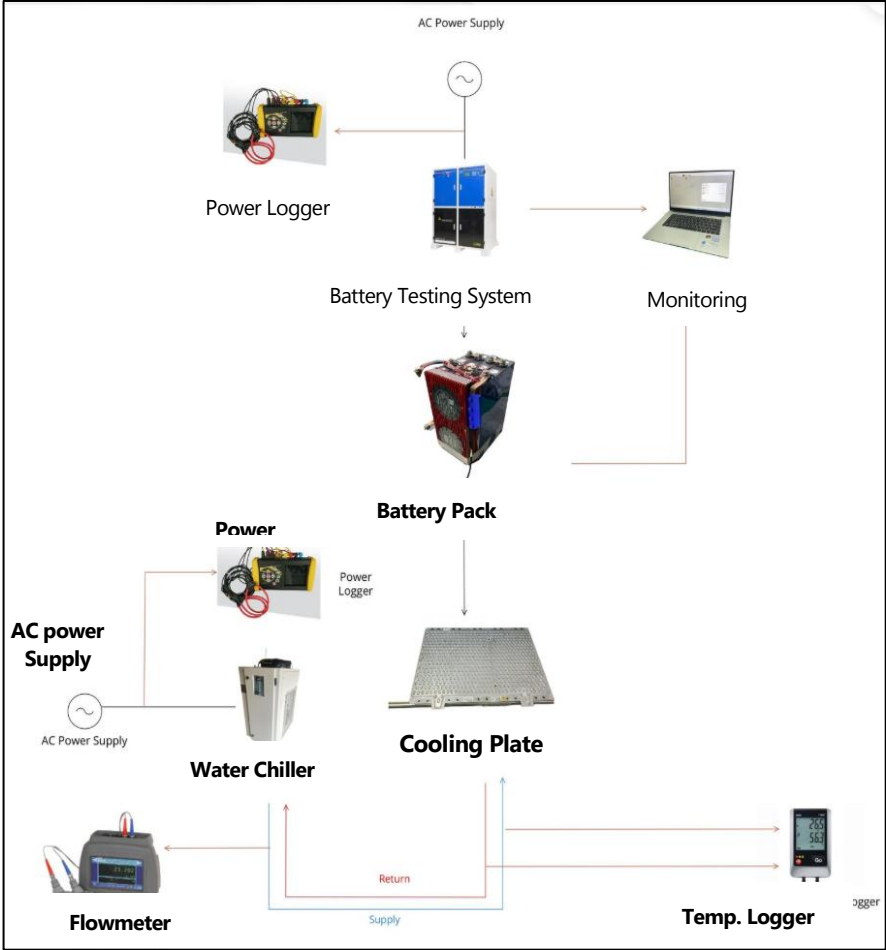 AC Power Supply
Power Logger
Battery Testing System
Monitoring
Battery Pack
Power
Power
Logger
AC power
Supply
AC Power Supply
Water Chiller
Cooling Plate
Return
Supply
Flowmeter
Temp. Logger
ogger